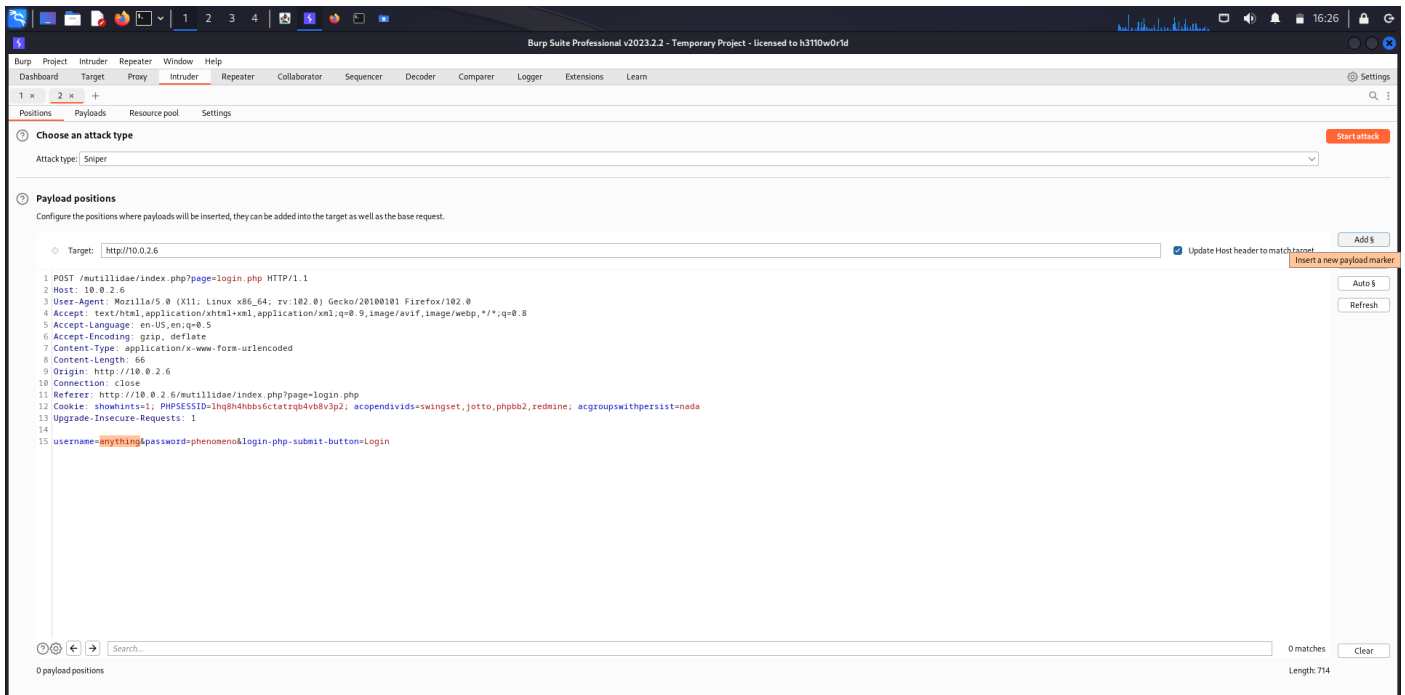 1 2 3 4 16:26
Burp Suite Professional v2023.2.2 - Temporary Project - licensed to h3110w0r1d
Burp Project Intruder Repeater Window Help
Dashboard Target Proxy Intruder Repeater Collaborator Sequencer Decoder Comparer Logger Extensions Learn Settings
1 × 2 × +
Positions Payloads Resource pool Settings
Choose an attack type
Start attack
Attack type: Sniper
Payload positions
Configure the positions where payloads will be inserted, they can be added into the target as well as the base request.
Add §
Target: http://10.0.2.6 Update Host header to match target
Insert a new payload marker
Auto §
Refresh
1 POST /mutillidae/index.php?page=login.php HTTP/1.1
2 Host: 10.0.2.6
3 User-Agent: Mozilla/5.0 (X11; Linux x86_64; rv:102.0) Gecko/20100101 Firefox/102.0
4 Accept: text/html,application/xhtml+xml,application/xml;q=0.9,image/avif,image/webp,*/*;q=0.8
5 Accept-Language: en-US,en;q=0.5
6 Accept-Encoding: gzip, deflate
7 Content-Type: application/x-www-form-urlencoded
8 Content-Length: 66
9 Origin: http://10.0.2.6
10 Connection: close
11 Referer: http://10.0.2.6/mutillidae/index.php?page=login.php
12 Cookie: showhints=1; PHPSESSID=lhq8h4hbbs6ctatrqb4vb8v3p2; acopendivids=swingset,jotto,phpbb2,redmine; acgroupswithpersist=nada
13 Upgrade-Insecure-Requests: 1
14
15 username=anything&password=phenomeno&login-php-submit-button=Login
Search... 0 matches Clear
0 payload positions Length: 714